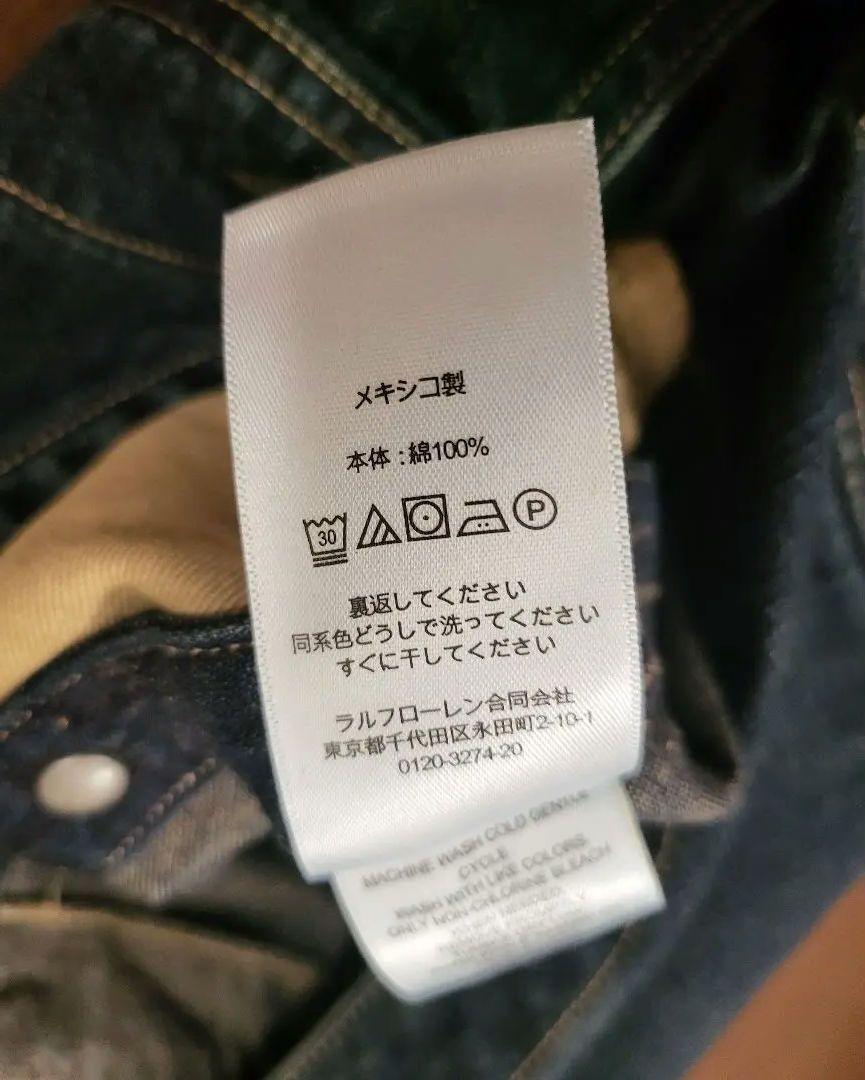 メキシコ製
本体 : 綿100%
30 P
裏返してください
同系色どうしで洗ってください
すぐに干してください
ラルフローレン合同会社
東京都千代田区永田町2-10-1
0120-3274-20
MACHINE WASH COLD GENTLE
CYCLE
WASH WITH LIKE COLORS
ONLY NON-CHLORINE BLEACH